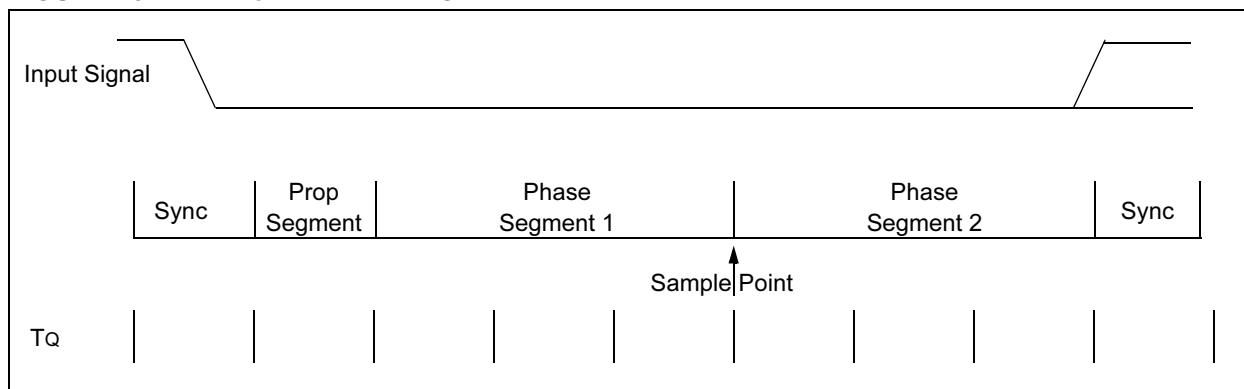 Input Signal
Sync
Prop
Segment
Phase
Segment 1
Phase
Segment 2
Sync
Sample Point
TQ